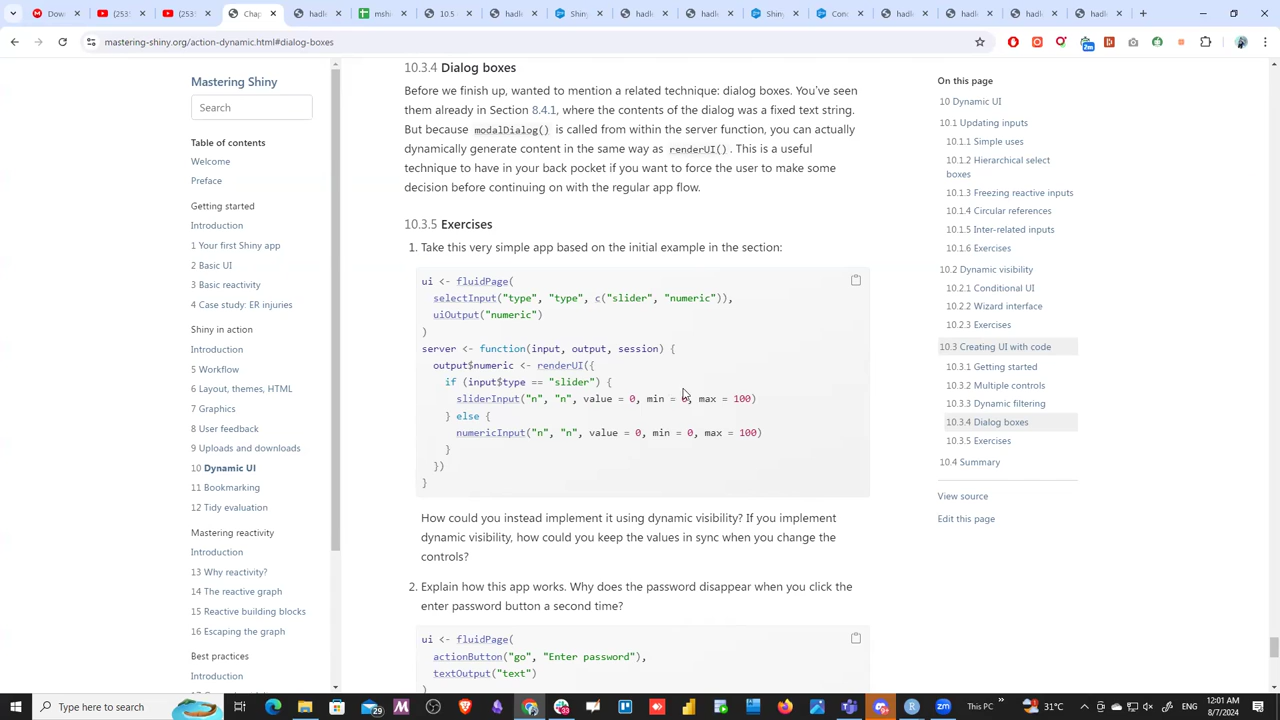 Dow
(253)
(525)
hadle
Shin
Con
hadle
hadle
hadle
mastering-shiny.org/action-dynamic.html#dialog-boxes
2m
Mastering Shiny
Search
Table of contents
Welcome
Preface
Getting started
Introduction
1 Your first Shiny app
2 Basic UI
3 Basic reactivity
4 Case study: ER injuries
Shiny in action
Introduction
5 Workflow
6 Layout, themes, HTML
7 Graphics
8 User feedback
9 Uploads and downloads
10 Dynamic UI
11 Bookmarking
12 Tidy evaluation
Mastering reactivity
Introduction
13 Why reactivity?
14 The reactive graph
15 Reactive building blocks
16 Escaping the graph
Best practices
Introduction
10.3.4 Dialog boxes
Before we finish up, wanted to mention a related technique: dialog boxes. You've seen
them already in Section 8.4.1, where the contents of the dialog was a fixed text string.
But because modalDialog() is called from within the server function, you can actually
dynamically generate content in the same way as renderUI(). This is a useful
technique to have in your back pocket if you want to force the user to make some
decision before continuing on with the regular app flow.
10.3.5 Exercises
1. Take this very simple app based on the initial example in the section:
ui <- fluidPage(
selectInput("type", "type", c("slider", "numeric")),
uiOutput("numeric")
)
server <- function(input, output, session) {
output$numeric <- renderUI({
if (input$type == "slider") {
sliderInput("n", "n", value = 0, min = 0, max = 100)
} else {
numericInput("n", "n", value = 0, min = 0, max = 100)
}
})
}
How could you instead implement it using dynamic visibility? If you implement
dynamic visibility, how could you keep the values in sync when you change the
controls?
2. Explain how this app works. Why does the password disappear when you click the
enter password button a second time?
ui <- fluidPage(
actionButton("go", "Enter password"),
textOutput("text")
)
On this page
10 Dynamic UI
10.1 Updating inputs
10.1.1 Simple uses
10.1.2 Hierarchical select
boxes
10.1.3 Freezing reactive inputs
10.1.4 Circular references
10.1.5 Inter-related inputs
10.1.6 Exercises
10.2 Dynamic visibility
10.2.1 Conditional UI
10.2.2 Wizard interface
10.2.3 Exercises
10.3 Creating UI with code
10.3.1 Getting started
10.3.2 Multiple controls
10.3.3 Dynamic filtering
10.3.4 Dialog boxes
10.3.5 Exercises
10.4 Summary
View source
Edit this page
Type here to search
29
This PC
31°C
12:01 AM
8/7/2024